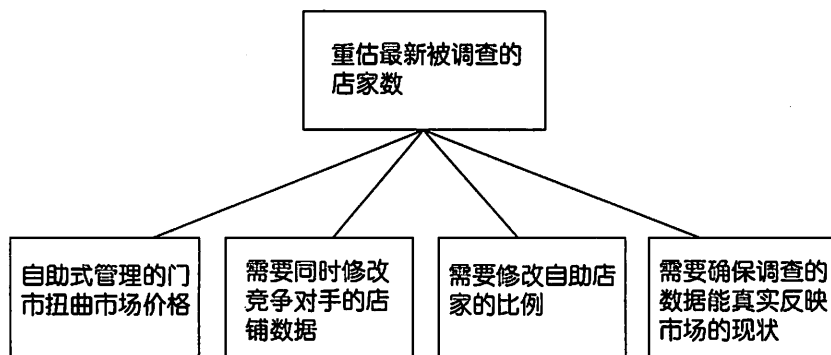 重估最新被调查的
店家数
自助式管理的门
市扭曲市场价格
需要同时修改
竞争对手的店
铺数据
需要修改自助店
家的比例
需要确保调查的
数据能真实反映
市场的现状